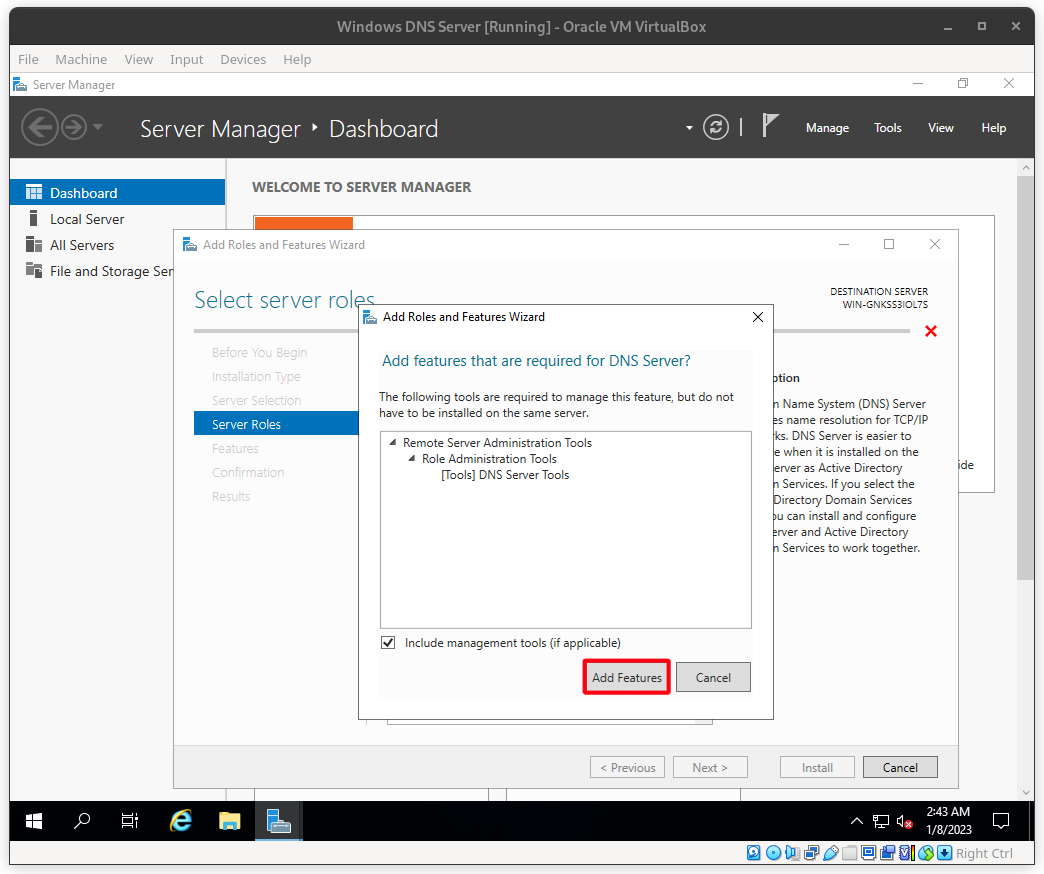 Windows DNS Server [Running] - Oracle VM VirtualBox
File Machine View Input Devices Help
Server Manager
Server Manager Dashboard
Manage Tools View Help
Dashboard
Local Server
All Servers
File and Storage Ser
WELCOME TO SERVER MANAGER
Add Roles and Features Wizard
Select server roles
DESTINATION SERVER
WIN-GNKSS3IOL7S
Before You Begin
Installation Type
Server Selection
Server Roles
Features
Confirmation
Results
Add Roles and Features Wizard
Add features that are required for DNS Server?
The following tools are required to manage this feature, but do not
have to be installed on the same server.
Remote Server Administration Tools
Role Administration Tools
[Tools] DNS Server Tools
Include management tools (if applicable)
Add Features Cancel
ption
n Name System (DNS) Server
es name resolution for TCP/IP
rks. DNS Server is easier to
e when it is installed on the
erver as Active Directory
n Services. If you select the
Directory Domain Services
ou can install and configure
erver and Active Directory
n Services to work together.
ide
< Previous Next > Install Cancel
2:43 AM
1/8/2023
Right Ctrl